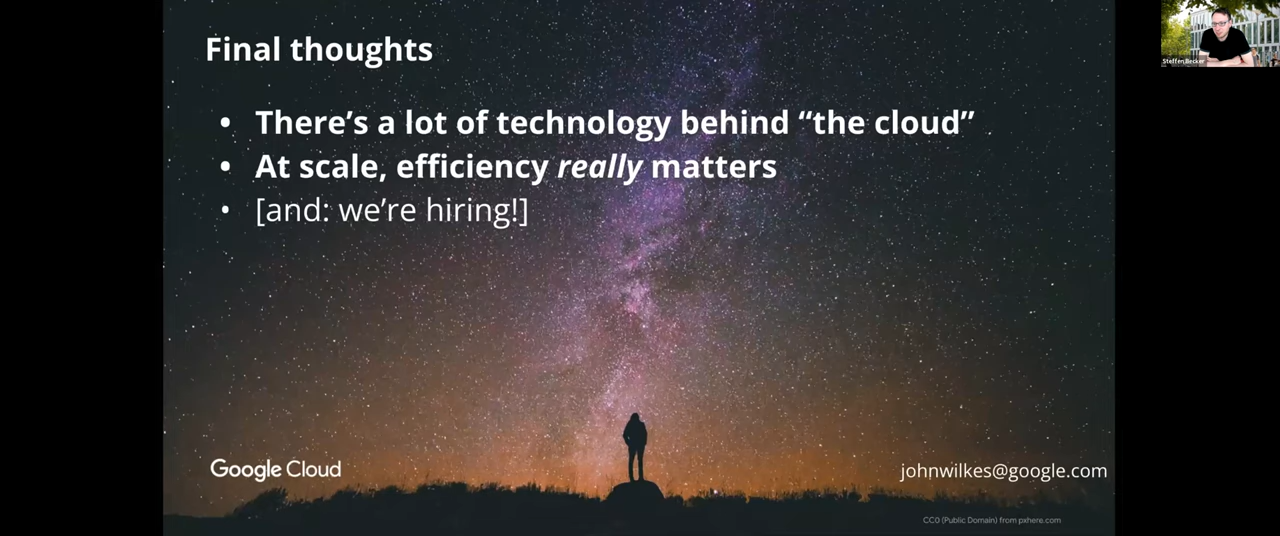 Final thoughts
• There's a lot of technology behind “the cloud”
• At scale, efficiency really matters
• [and: we're hiring!]
Steffen Becker
Google Cloud
johnwilkes@google.com
CC0 (Public Domain) from pxhere.com